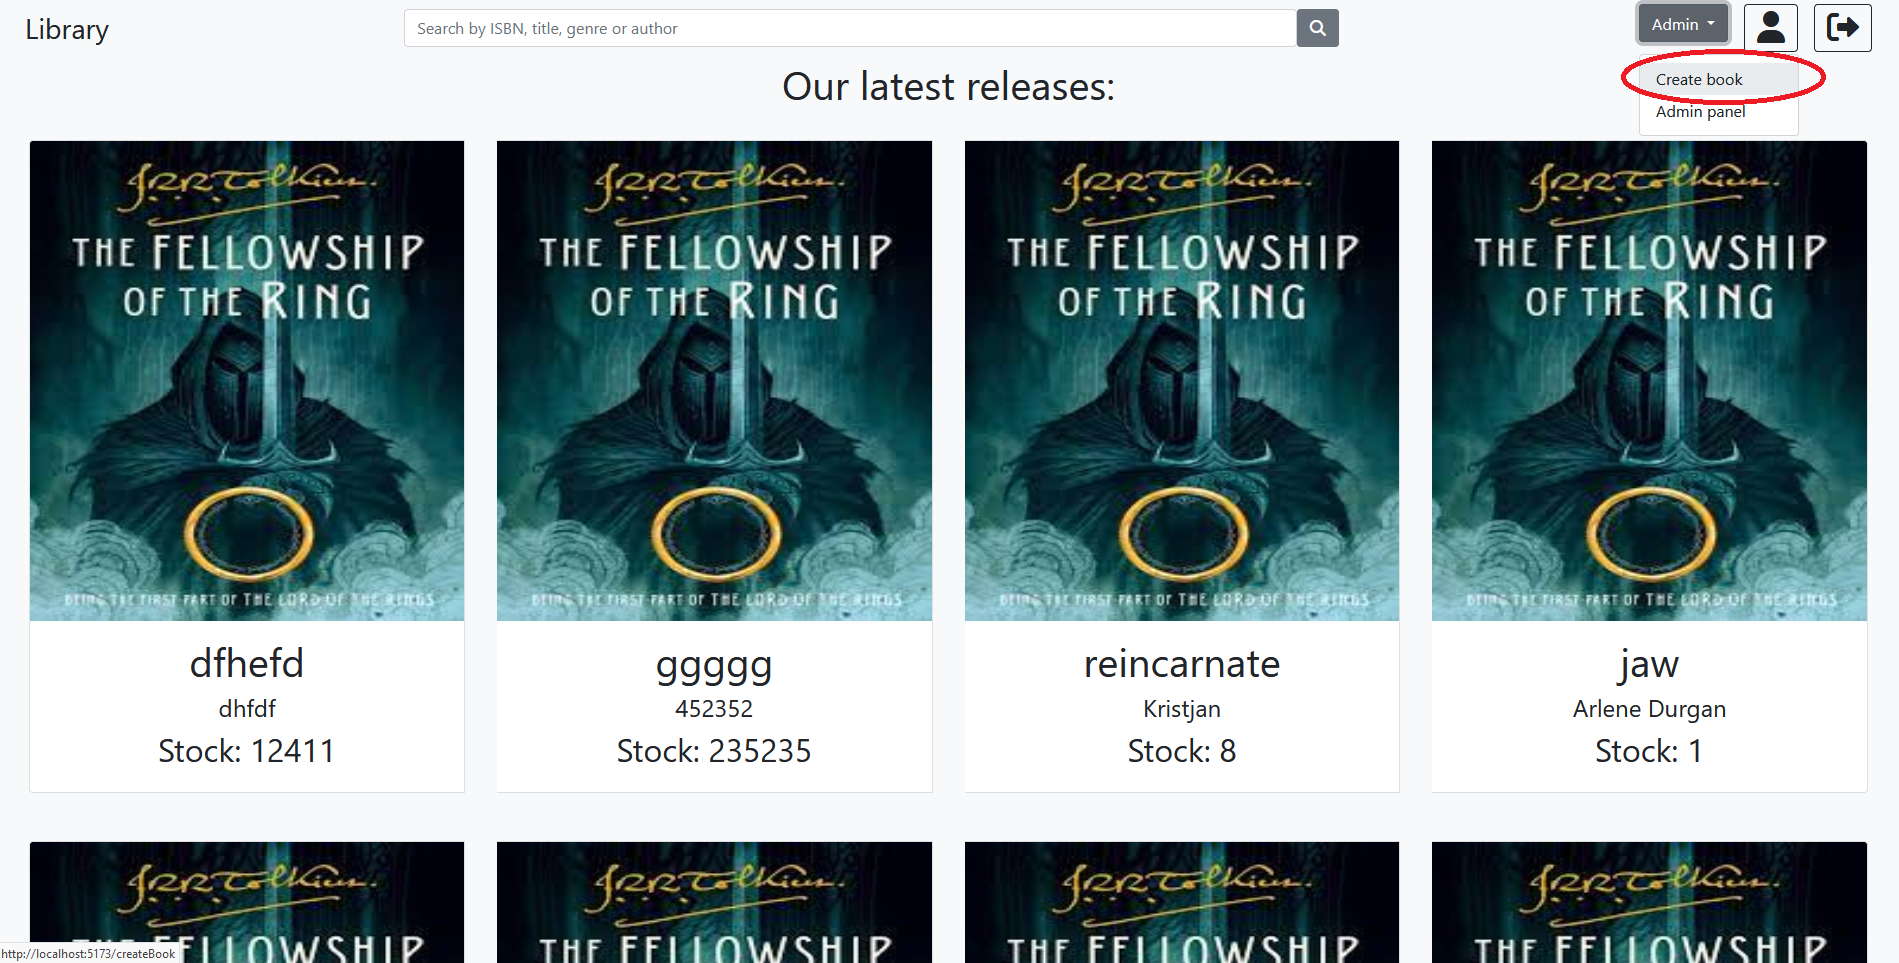 Library
Search by ISBN, title, genre or author
Admin
Create book
Admin panel
Our latest releases:
J.R.R. Tolkien.
THE FELLOWSHIP
OF THE RING
BEING THE FIRST PART OF THE LORD OF THE RINGS
dfhefd
dhfdf
Stock: 12411
J.R.R. Tolkien.
THE FELLOWSHIP
OF THE RING
BEING THE FIRST PART OF THE LORD OF THE RINGS
ggggg
452352
Stock: 235235
J.R.R. Tolkien.
THE FELLOWSHIP
OF THE RING
BEING THE FIRST PART OF THE LORD OF THE RINGS
reincarnate
Kristjan
Stock: 8
J.R.R. Tolkien.
THE FELLOWSHIP
OF THE RING
BEING THE FIRST PART OF THE LORD OF THE RINGS
jaw
Arlene Durgan
Stock: 1
J.R.R. Tolkien.
FELLOWSHIP
J.R.R. Tolkien.
THE FELLOWSHIP
J.R.R. Tolkien.
THE FELLOWSHIP
J.R.R. Tolkien.
THE FELLOWSHIP
http://localhost:5173/createBook